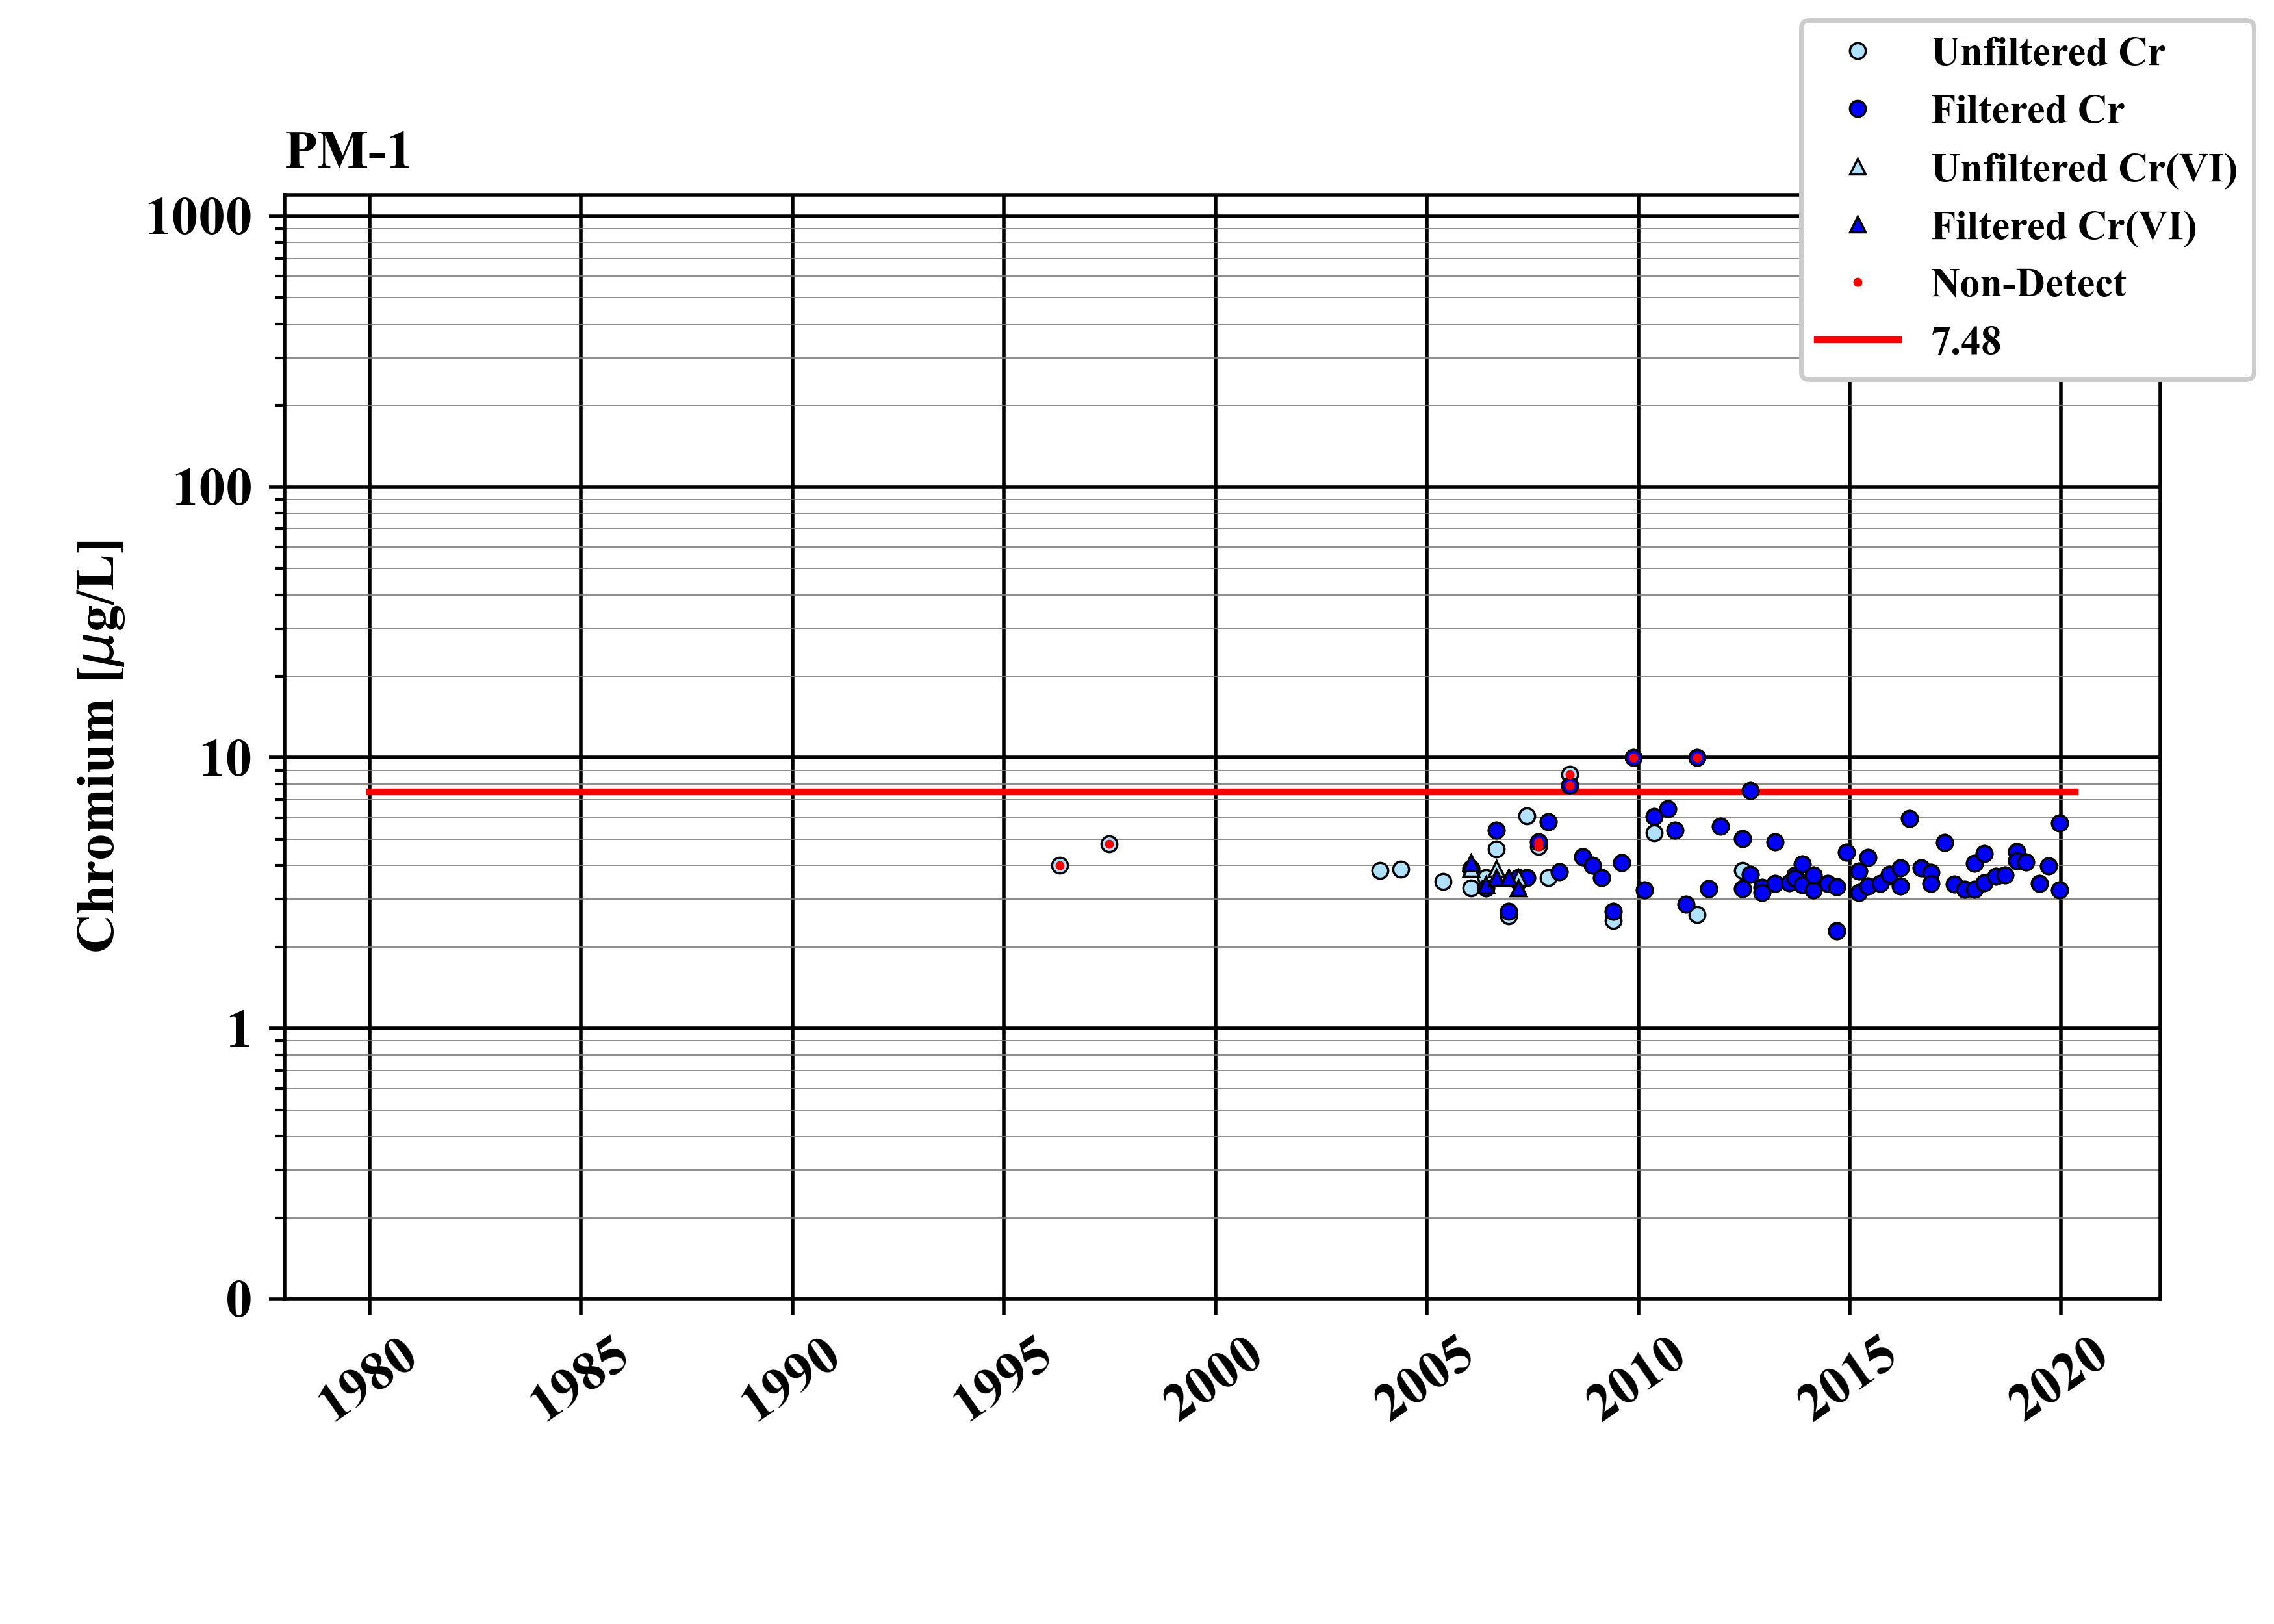 Unfiltered Cr
Filtered Cr
Unfiltered Cr(VI)
Filtered Cr(VI)
Non-Detect
7.48
PM-1
1000
100
10
1
0
Chromium [μg/L]
1980
1985
1990
1995
2000
2005
2010
2015
2020